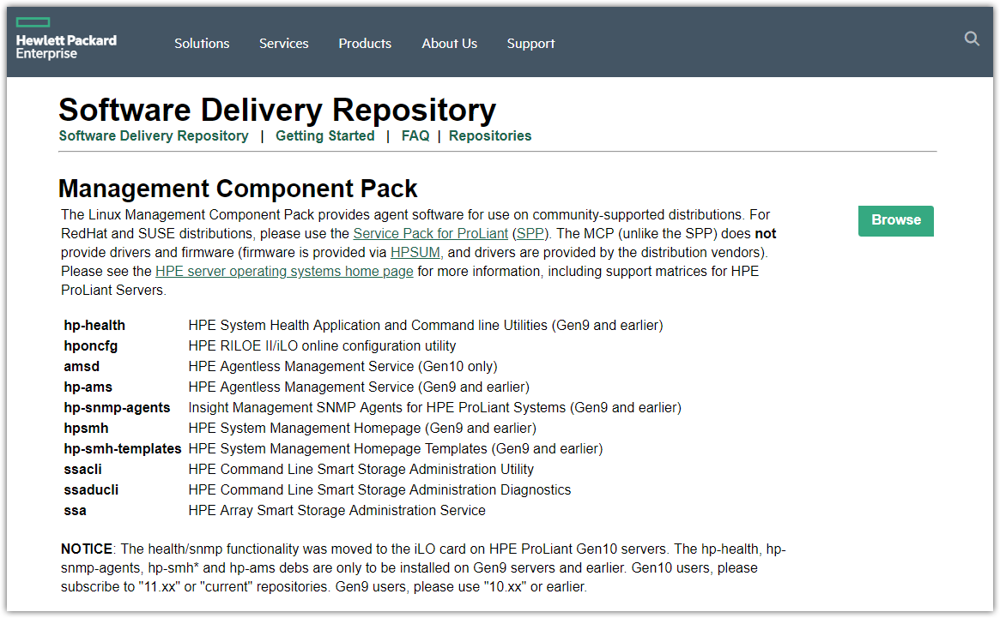 Hewlett Packard
Enterprise
Solutions Services Products About Us Support
Software Delivery Repository
Software Delivery Repository | Getting Started | FAQ | Repositories
Management Component Pack
The Linux Management Component Pack provides agent software for use on community-supported distributions. For
RedHat and SUSE distributions, please use the Service Pack for ProLiant (SPP). The MCP (unlike the SPP) does not
provide drivers and firmware (firmware is provided via HPSUM, and drivers are provided by the distribution vendors).
Please see the HPE server operating systems home page for more information, including support matrices for HPE
ProLiant Servers.
Browse
hp-health HPE System Health Application and Command line Utilities (Gen9 and earlier)
hponcfg HPE RILOE II/iLO online configuration utility
amsd HPE Agentless Management Service (Gen10 only)
hp-ams HPE Agentless Management Service (Gen9 and earlier)
hp-snmp-agents Insight Management SNMP Agents for HPE ProLiant Systems (Gen9 and earlier)
hpsmh HPE System Management Homepage (Gen9 and earlier)
hp-smh-templates HPE System Management Homepage Templates (Gen9 and earlier)
ssacli HPE Command Line Smart Storage Administration Utility
ssaducli HPE Command Line Smart Storage Administration Diagnostics
ssa HPE Array Smart Storage Administration Service
NOTICE: The health/snmp functionality was moved to the iLO card on HPE ProLiant Gen10 servers. The hp-health, hp-
snmp-agents, hp-smh* and hp-ams debs are only to be installed on Gen9 servers and earlier. Gen10 users, please
subscribe to "11.xx" or "current" repositories. Gen9 users, please use "10.xx" or earlier.